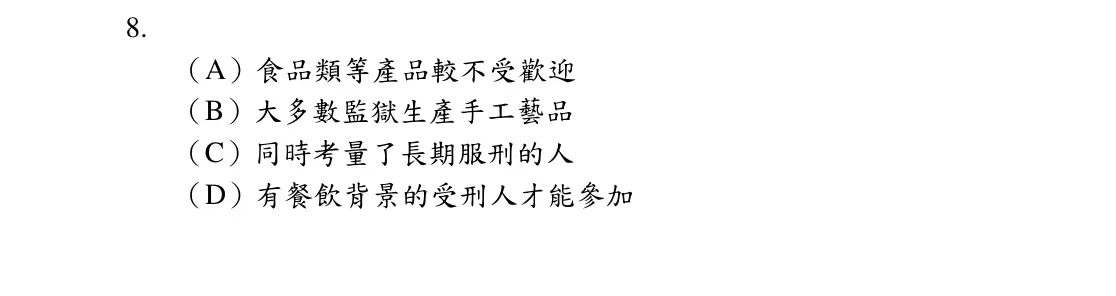 8.
（A）食品類等產品較不受歡迎
（B）大多數監獄生產手工藝品
（C）同時考量了長期服刑的人
（D）有餐飲背景的受刑人才能參加